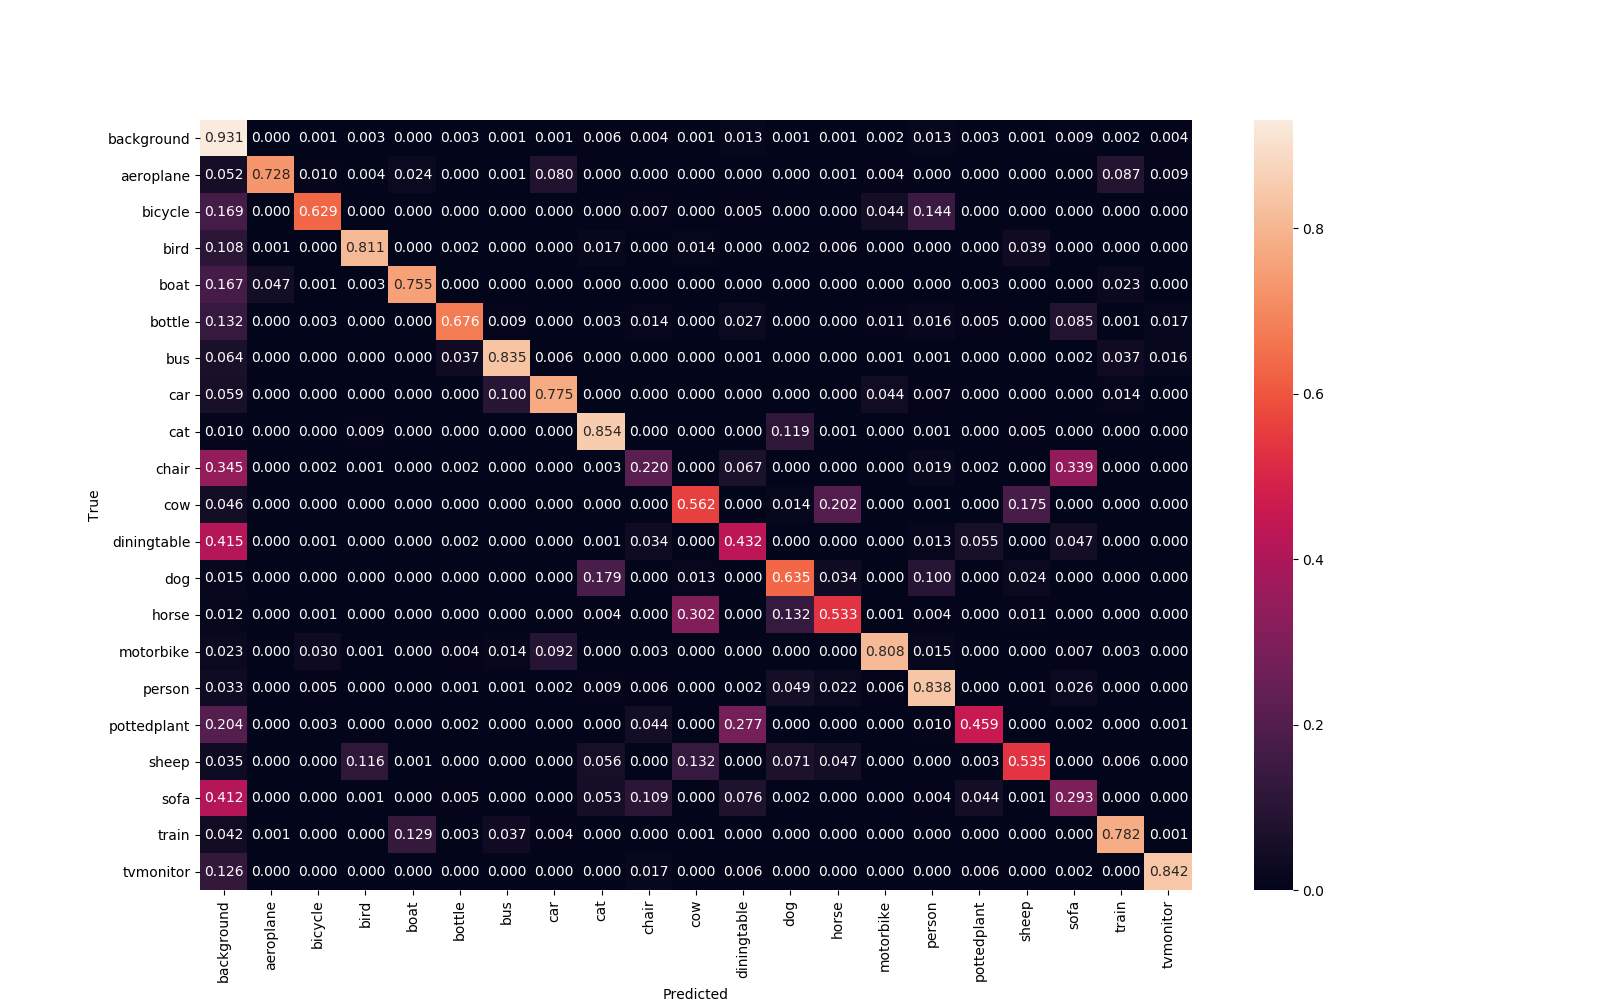 background 0.931 0.000 0.001 0.003 0.000 0.003 0.001 0.001 0.006 0.004 0.001 0.013 0.001 0.001 0.002 0.013 0.003 0.001 0.009 0.002 0.004
aeroplane 0.052 0.728 0.010 0.004 0.024 0.000 0.001 0.080 0.000 0.000 0.000 0.000 0.000 0.001 0.004 0.000 0.000 0.000 0.000 0.087 0.009
bicycle 0.169 0.000 0.629 0.000 0.000 0.000 0.000 0.000 0.000 0.007 0.000 0.005 0.000 0.000 0.044 0.144 0.000 0.000 0.000 0.000 0.000
0.8
bird 0.108 0.001 0.000 0.811 0.000 0.002 0.000 0.000 0.017 0.000 0.014 0.000 0.002 0.006 0.000 0.000 0.000 0.039 0.000 0.000 0.000
boat 0.167 0.047 0.001 0.003 0.755 0.000 0.000 0.000 0.000 0.000 0.000 0.000 0.000 0.000 0.000 0.000 0.003 0.000 0.000 0.023 0.000
bottle 0.132 0.000 0.003 0.000 0.000 0.676 0.009 0.000 0.003 0.014 0.000 0.027 0.000 0.000 0.011 0.016 0.005 0.000 0.085 0.001 0.017
bus 0.064 0.000 0.000 0.000 0.000 0.037 0.835 0.006 0.000 0.000 0.000 0.001 0.000 0.000 0.001 0.001 0.000 0.000 0.002 0.037 0.016
car 0.059 0.000 0.000 0.000 0.000 0.000 0.100 0.775 0.000 0.000 0.000 0.000 0.000 0.000 0.044 0.007 0.000 0.000 0.000 0.014 0.000
0.6
cat 0.010 0.000 0.000 0.009 0.000 0.000 0.000 0.000 0.854 0.000 0.000 0.000 0.119 0.001 0.000 0.001 0.000 0.005 0.000 0.000 0.000
chair 0.345 0.000 0.002 0.001 0.000 0.002 0.000 0.000 0.003 0.220 0.000 0.067 0.000 0.000 0.000 0.019 0.002 0.000 0.339 0.000 0.000
True
cow 0.046 0.000 0.000 0.000 0.000 0.000 0.000 0.000 0.000 0.000 0.562 0.000 0.014 0.202 0.000 0.001 0.000 0.175 0.000 0.000 0.000
diningtable 0.415 0.000 0.001 0.000 0.000 0.002 0.000 0.000 0.001 0.034 0.000 0.432 0.000 0.000 0.000 0.013 0.055 0.000 0.047 0.000 0.000
0.4
dog 0.015 0.000 0.000 0.000 0.000 0.000 0.000 0.000 0.179 0.000 0.013 0.000 0.635 0.034 0.000 0.100 0.000 0.024 0.000 0.000 0.000
horse 0.012 0.000 0.001 0.000 0.000 0.000 0.000 0.000 0.004 0.000 0.302 0.000 0.132 0.533 0.001 0.004 0.000 0.011 0.000 0.000 0.000
motorbike 0.023 0.000 0.030 0.001 0.000 0.004 0.014 0.092 0.000 0.003 0.000 0.000 0.000 0.000 0.808 0.015 0.000 0.000 0.007 0.003 0.000
person 0.033 0.000 0.005 0.000 0.000 0.001 0.001 0.002 0.009 0.006 0.000 0.002 0.049 0.022 0.006 0.838 0.000 0.001 0.026 0.000 0.000
pottedplant 0.204 0.000 0.003 0.000 0.000 0.002 0.000 0.000 0.000 0.044 0.000 0.277 0.000 0.000 0.000 0.010 0.459 0.000 0.002 0.000 0.001
0.2
sheep 0.035 0.000 0.000 0.116 0.001 0.000 0.000 0.000 0.056 0.000 0.132 0.000 0.071 0.047 0.000 0.000 0.003 0.535 0.000 0.006 0.000
sofa 0.412 0.000 0.000 0.001 0.000 0.005 0.000 0.000 0.053 0.109 0.000 0.076 0.002 0.000 0.000 0.004 0.044 0.001 0.293 0.000 0.000
train 0.042 0.001 0.000 0.000 0.129 0.003 0.037 0.004 0.000 0.000 0.001 0.000 0.000 0.000 0.000 0.000 0.000 0.000 0.000 0.782 0.001
tvmonitor 0.126 0.000 0.000 0.000 0.000 0.000 0.000 0.000 0.000 0.017 0.000 0.006 0.000 0.000 0.000 0.000 0.006 0.000 0.002 0.000 0.842
0.0
background aeroplane bicycle bird boat bottle bus car cat chair cow diningtable dog horse motorbike person pottedplant sheep sofa train tvmonitor
Predicted